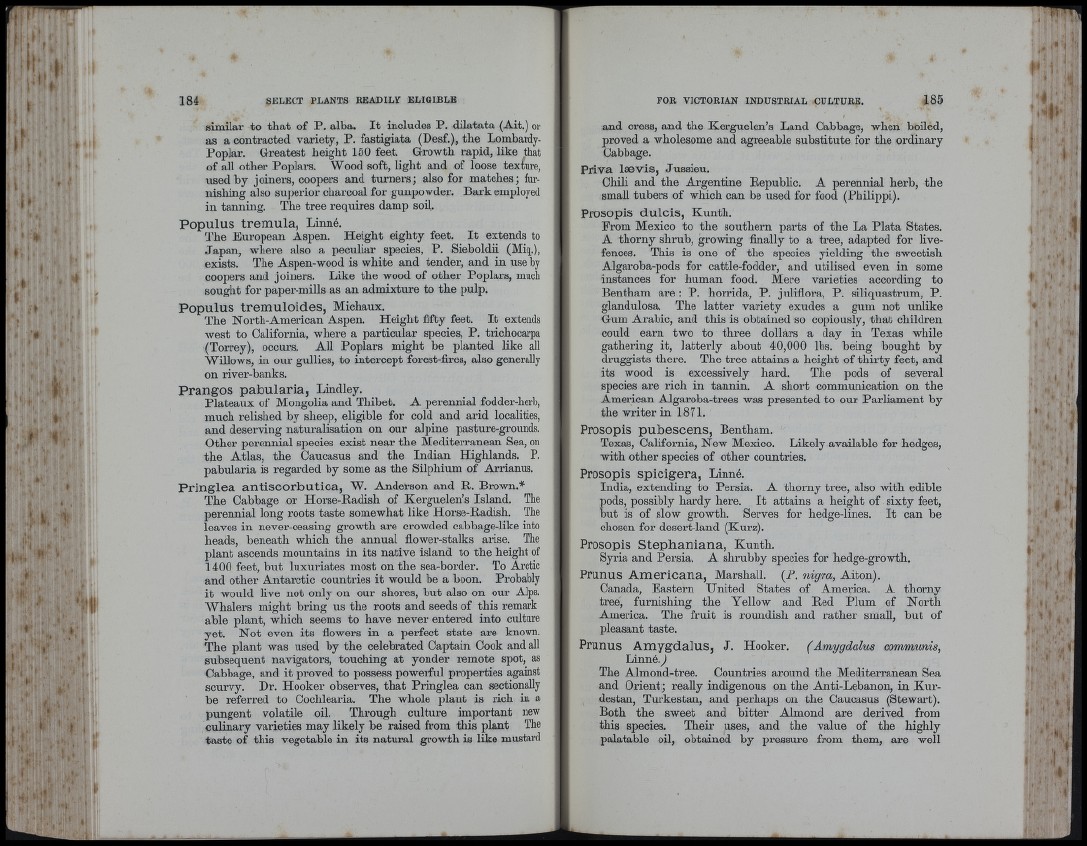 184 SELECT PLANTS READILY ELIGIBLE
similar to that of P. alba. It includes P. dilatata (Ait.) or
as a contracted variety, P. fastigiata (Desf.), the Lombardy-
Poplar. Greatest height 150 feet. Growth rapid, like that
of all other Poplars. Wood soft, light and of loose texture,
used by joiners, coopers and turners; also for matches; fur-
nishing also superior charcoal for gunpowder. Bark employed
in tanning. The tree requires damp soil.
Populus tremula, Linné.
The European Aspen. Height eighty feet. It extends to
Japan, where also a peculiar species, P. Sieboldii (Miq.),
exists. The Aspen-wood is white and tender, and in use by
coopers and joiners. Like the wood of other Poplars, much
sought for paper-mills as an admixture to the pulp.
Populus tremuloides, Michaux.
The North-American Aspen. Height fifty feet. It extends
west to California, where a particular species, P. trichocarpa
(Torrey), occurs. All Poplars might be planted like all
Willows, in our gullies, to intercept forest-fires, also generally
on river-banks.
Prangos pabularia, Lindley.
Plateaux of Mongolia and Thibet. A perennial fodder-herb,
much relished by sheep, eligible for cold and arid localities,
and deserving naturalisation on our alpine pasture-grounds.
Other perennial species exist near the Mediterranean Sea, on
the Atlas, the Caucasus and the Indian Highlands. P.
pabularia is regarded by some as the Silphium of Arrianus.
Pringlea antiscorbutica, W. Anderson and R. Brown.*
The Cabbage or Horse-Radish of Kerguelen's Island. The
perennial long roots taste somewhat like Horse-Radish. The
leaves in never-ceasing growth are crowded cabbage-like into
heads, beneath which the annual flower-stalks arise. The
plant ascends mountains in its native island to the height of
1400 feet, but luxuriates most on the sea-border. To Arctic
and other Antarctic countries it would be a boon. Probably
it would live not only on our shores, but also on our Alps.
Whalers might bring us the roots and seeds of this remark
able plant, which seems to have never entered into culture
yet. Not even its flowers in a perfect state are known.
The plant was used by the celebrated Captain Cook and all
subsequent navigators, touching at yonder remote spot, as
Cabbage, and it proved to possess powerful properties against
scurvy. Dr. Hooker observes, that Pringlea can sectionally
be referred to Cochlearia. The whole plant is rich in a
pungent volatile oil. Through culture important new
culinary varieties may likely be raised from this plant The
taste of this vegetable in its natural growth is like mustard
FOR VICTORIAN INDUSTRIAL CULTURE. 185
and cress, and the Kerguelen's Land Cabbage, when boiled,
proved a wholesome and agreeable substitute for the ordinary
Cabbage.
Priva lævis, Jussieu.
Chili and the Argentine Republic. A perennial herb, the
small tubers of which can be used for food (Philippi).
Prosopis dulcis, Kunth.
From Mexico to the southern parts of the La Plata States.
A thorny shrub, growing finally to a tree, adapted for live-
fences. This is one of the species yielding the sweetish
Algaroba-pods for cattle-fodder, and utilised even in some
instances for human food. Mere varieties according to
Bentham are: P. horrida, P. juliflora, P. siliquastrum, P.
glandulosa. The latter variety exudes a gum not unlike
Gum Arabic, and this is obtained so copiously, that children
could earn two to three dollars a day in Texas while
gathering it, latterly about 40,000 lbs. being bought by
druggists there. The tree attains a height of thirty feet, and
its wood is excessively hard. The pods of several
species are rich in tannin. A short communication on the
American Algaroba-trees was presented to our Parliament by
the writer in 1871.
Prosopis pubescens, Bentham.
Texas, California, New Mexico. Likely available for hedges,
with other species of other countries.
Prosopis spicigera, Linné.
India, extending to Persia. A thorny tree, also with edible
pods, possibly hardy here. It attains a height of sixty feet,
but is of slow growth. Serves for hedge-lines. It can be
chosen for desert-land (Kurz).
Prosopis Stephaniana, Kunth.
Syria and Persia. A shrubby species for hedge-growth.
Prunus Americana, Marshall. (P. nigra, Aiton).
Canada, Eastern United States of America. A thorny
tree, furnishing the Yellow and Red Plum of North
America. The fruit is roundish and rather small, but of
pleasant taste.
Prunus Amygdalus, J. Hooker. (Amygdalus communis,
Linné.)
The Almond-tree. Countries around the Mediterranean Sea
and Orient; really indigenous on the Anti-Lebanon, in Kur-
destan, Turkestan, and perhaps on the Caucasus (Stewart).
Both the sweet and bitter Almond are derived from
this species. Their uses, and the value of the highly
palatable oil, obtained by pressure from them, are well